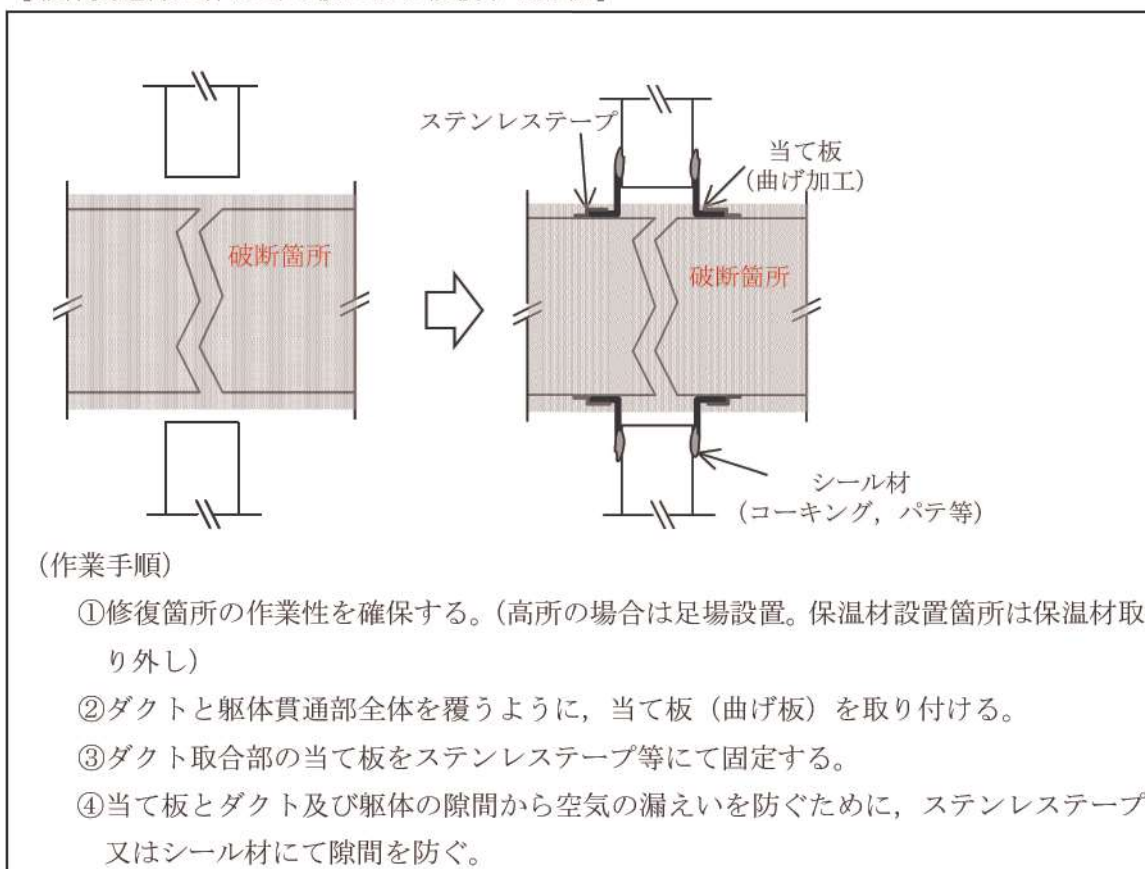 ステンレステープ
当て板
(曲げ加工)
破断箇所
破断箇所
シール材
(コーキング，パテ等)
(作業手順)
①修復箇所の作業性を確保する。(高所の場合は足場設置。保温材設置箇所は保温材取
り外し)
②ダクトと躯体貫通部全体を覆うように，当て板（曲げ板）を取り付ける。
③ダクト取合部の当て板をステンレステープ等にて固定する。
④当て板とダクト及び躯体の隙間から空気の漏えいを防ぐために，ステンレステープ
又はシール材にて隙間を防ぐ。